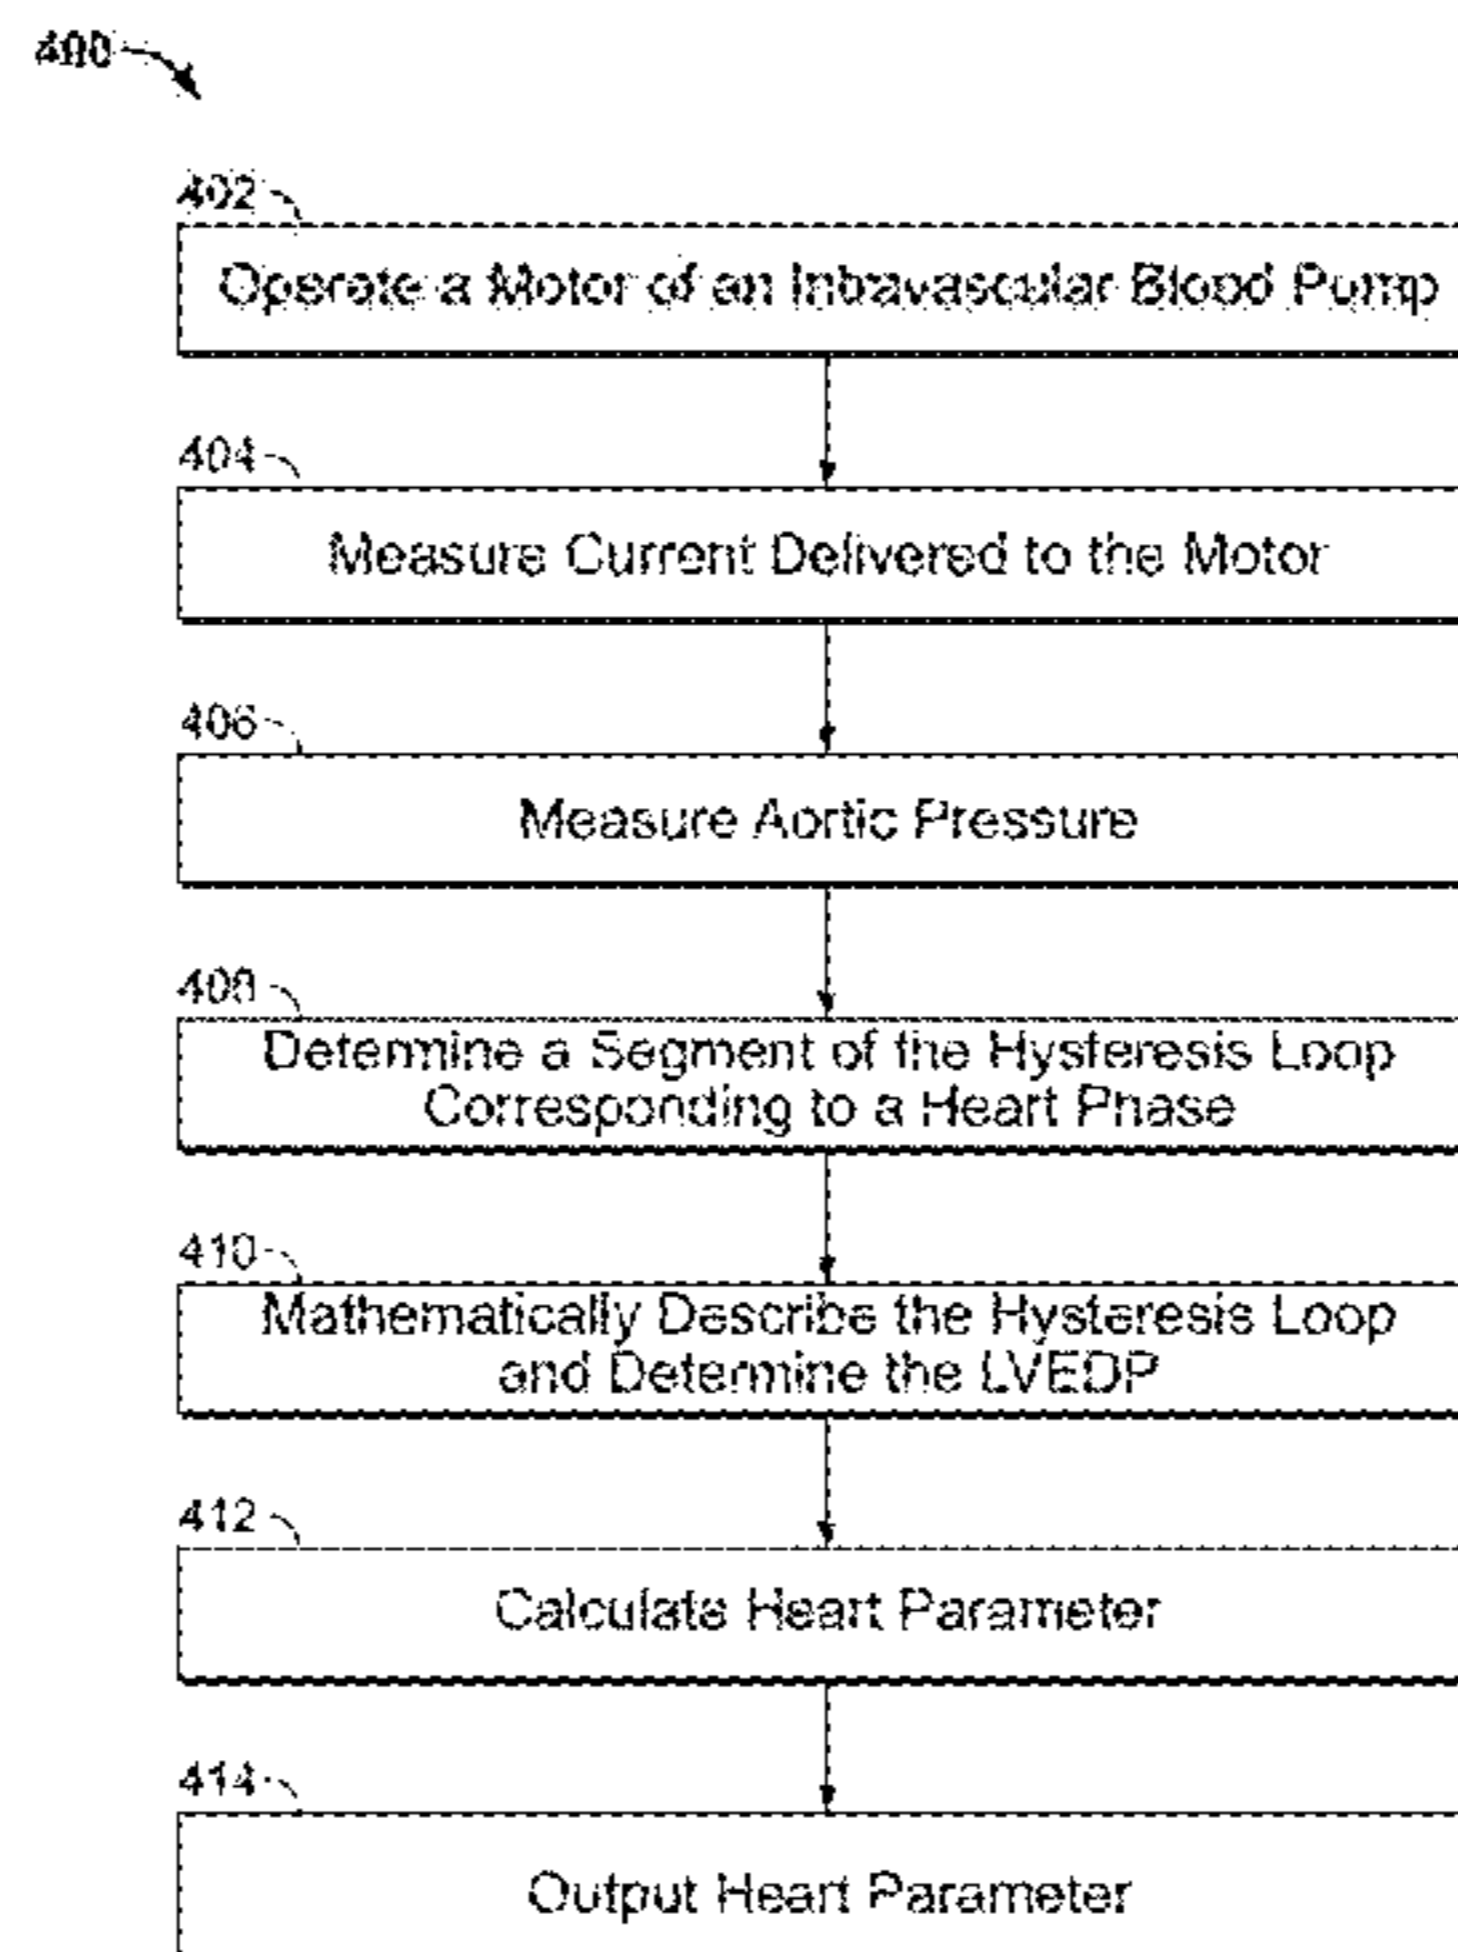 400
402
Operate a Motor of an Intravascular Blood Pump
404
Measure Current Delivered to the Motor
406
Measure Aortic Pressure
408
Determine a Segment of the Hysteresis Loop
Corresponding to a Heart Phase
410
Mathematically Describe the Hysteresis Loop
and Determine the LVEDP
412
Calculate Heart Parameter
414
Output Heart Parameter